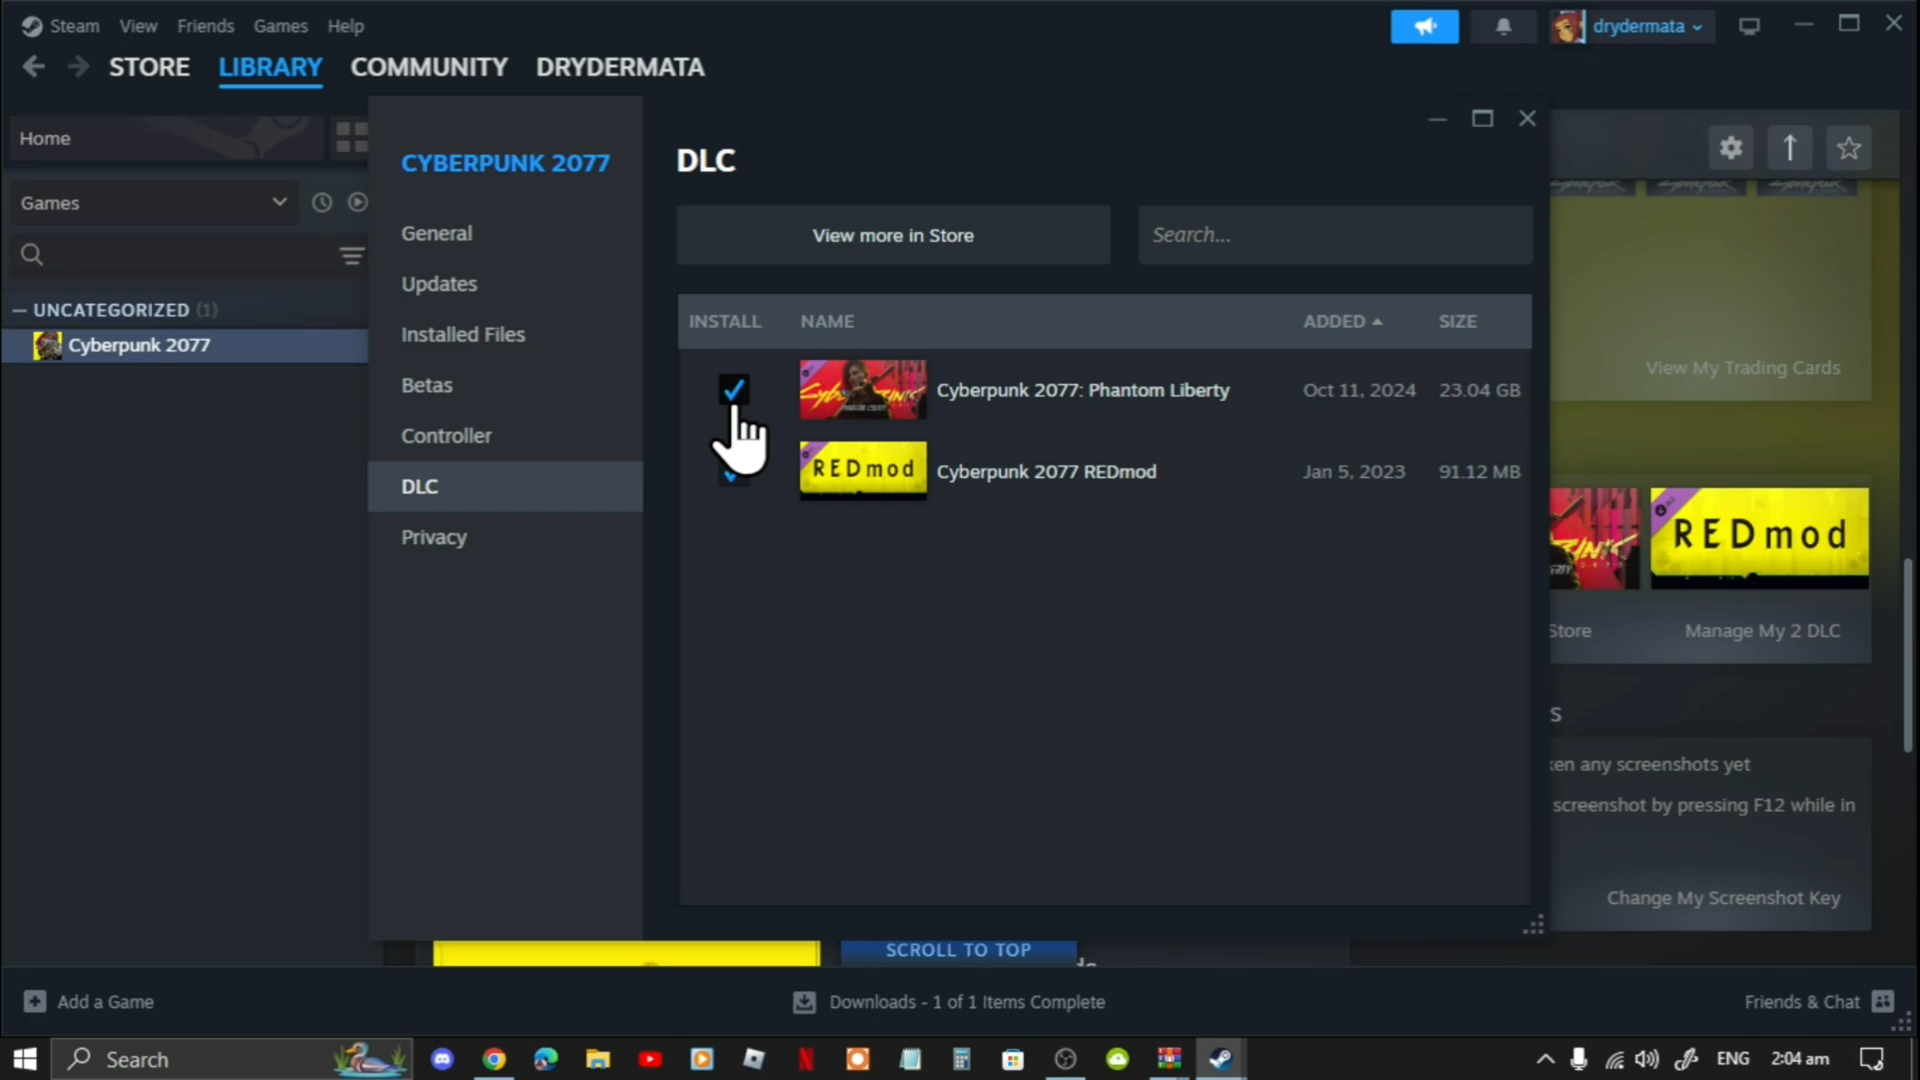 Steam View Friends Games Help
drydermata
STORE LIBRARY COMMUNITY DRYDERMATA
Home
Games
UNCATEGORIZED (1)
Cyberpunk 2077
CYBERPUNK 2077
General
Updates
Installed Files
Betas
Controller
DLC
Privacy
DLC
View more in Store
Search...
INSTALL NAME ADDED SIZE
Cyberpunk 2077: Phantom Liberty Oct 11, 2024 23.04 GB
REDmod
Cyberpunk 2077 REDmod Jan 5, 2023 91.12 MB
View My Trading Cards
REDmod
Store
Manage My 2 DLC
s
ken any screenshots yet
screenshot by pressing F12 while in
Change My Screenshot Key
SCROLL TO TOP
Add a Game
Downloads - 1 of 1 Items Complete
Friends & Chat
Search
ENG 2:04 am